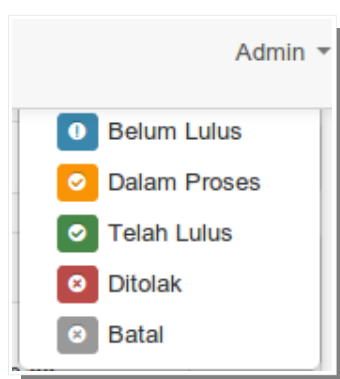 Admin
Belum Lulus
Dalam Proses
Telah Lulus
Ditolak
Batal